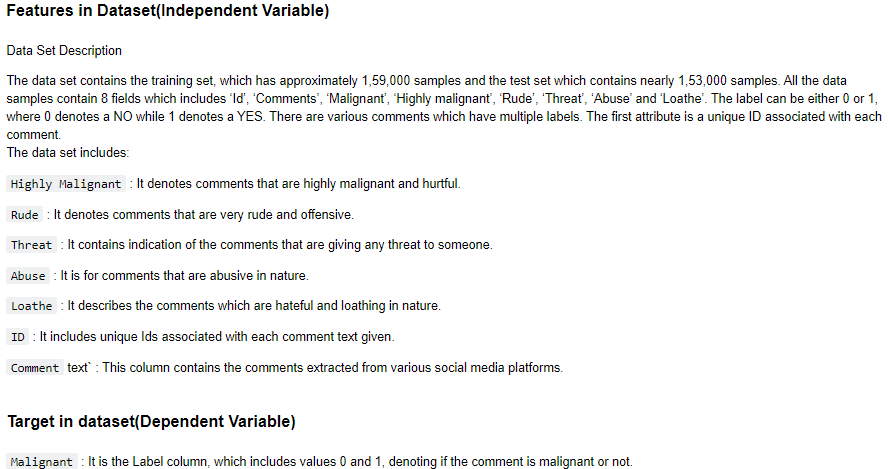 Features in Dataset(Independent Variable)
Data Set Description
The data set contains the training set, which has approximately 1,59,000 samples and the test set which contains nearly 1,53,000 samples. All the data
samples contain 8 fields which includes ‘Id’, ‘Comments’, ‘Malignant’, ‘Highly malignant’, ‘Rude’, ‘Threat’, ‘Abuse’ and ‘Loathe’. The label can be either 0 or 1,
where 0 denotes a NO while 1 denotes a YES. There are various comments which have multiple labels. The first attribute is a unique ID associated with each
comment.
The data set includes:
Highly Malignant : It denotes comments that are highly malignant and hurtful.
Rude : It denotes comments that are very rude and offensive.
Threat : It contains indication of the comments that are giving any threat to someone.
Abuse : It is for comments that are abusive in nature.
Loathe : It describes the comments which are hateful and loathing in nature.
ID : It includes unique Ids associated with each comment text given.
Comment text` : This column contains the comments extracted from various social media platforms.
Target in dataset(Dependent Variable)
Malignant : It is the Label column, which includes values 0 and 1, denoting if the comment is malignant or not.